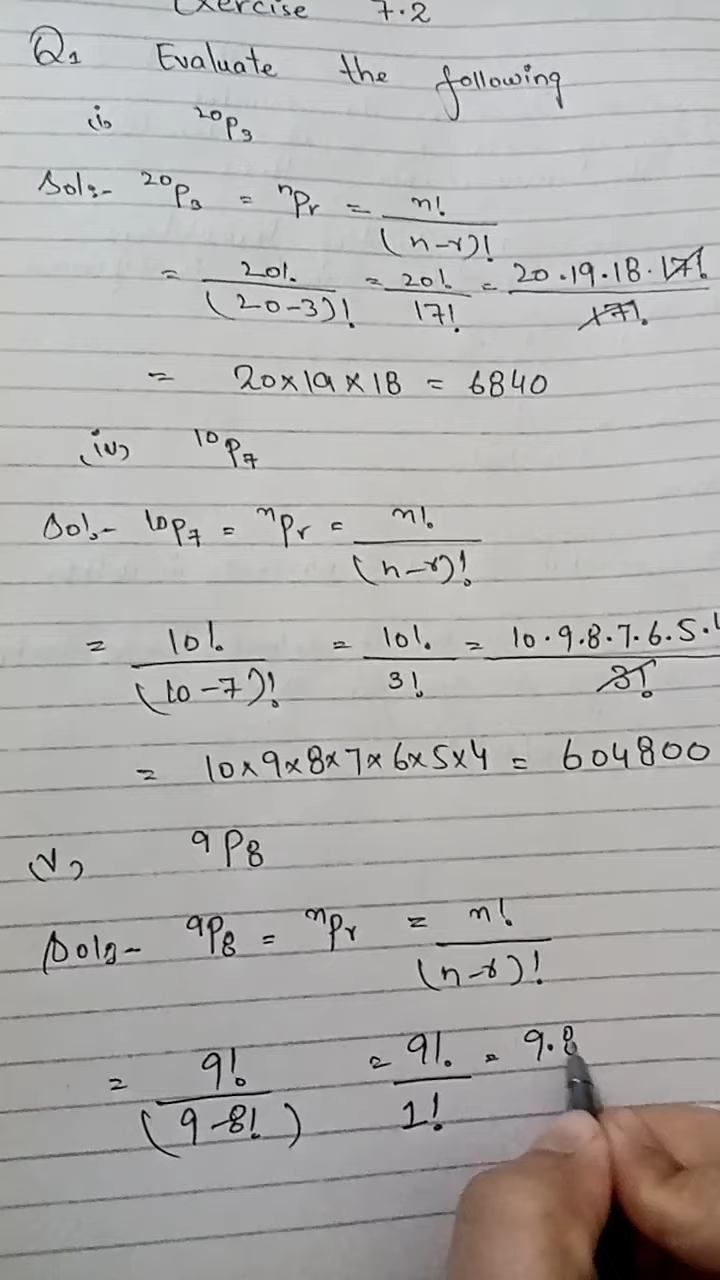 Exercise 7.2
Q1 Evaluate the following
(i) ²⁰P₃
Sol:- ²⁰P₃ = ⁿPr = n! / (n-r)!
= 20! / (20-3)! = 20! / 17! = 20.19.18.17! / 17!
= 20×19×18 = 6840
(iv) ¹⁰P₇
Sol:- ¹⁰P₇ = ⁿPr = n! / (n-r)!
= 10! / (10-7)! = 10! / 3! = 10.9.8.7.6.5. / 3!
= 10×9×8×7×6×5×4 = 604800
(v) ⁹P₈
Sol:- ⁹P₈ = ⁿPr = n! / (n-r)!
= 9! / (9-8!) = 9! / 1! = 9.8